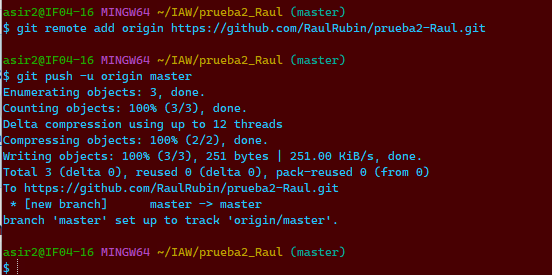 asir2@IF04-16 MINGW64 ~/IAW/prueba2_Raul (master)
$ git remote add origin https://github.com/RaulRubin/prueba2-Raul.git
asir2@IF04-16 MINGW64 ~/IAW/prueba2_Raul (master)
$ git push -u origin master
Enumerating objects: 3, done.
Counting objects: 100% (3/3), done.
Delta compression using up to 12 threads
Compressing objects: 100% (2/2), done.
Writing objects: 100% (3/3), 251 bytes | 251.00 KiB/s, done.
Total 3 (delta 0), reused 0 (delta 0), pack-reused 0 (from 0)
To https://github.com/RaulRubin/prueba2-Raul.git
 * [new branch]      master -> master
branch 'master' set up to track 'origin/master'.
asir2@IF04-16 MINGW64 ~/IAW/prueba2_Raul (master)
$